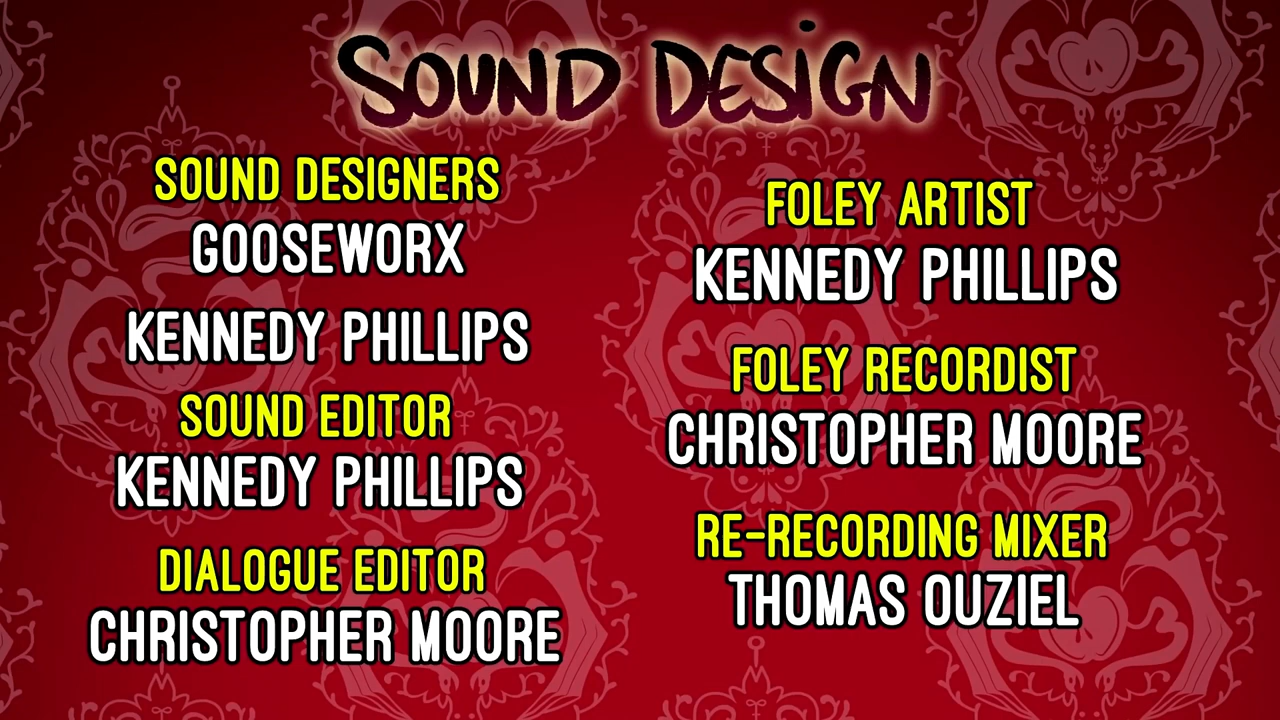 SOUND DESIGN
SOUND DESIGNERS
GOOSEWORX
KENNEDY PHILLIPS
SOUND EDITOR
KENNEDY PHILLIPS
DIALOGUE EDITOR
CHRISTOPHER MOORE
FOLEY ARTIST
KENNEDY PHILLIPS
FOLEY RECORDIST
CHRISTOPHER MOORE
RE-RECORDING MIXER
THOMAS OUZIEL